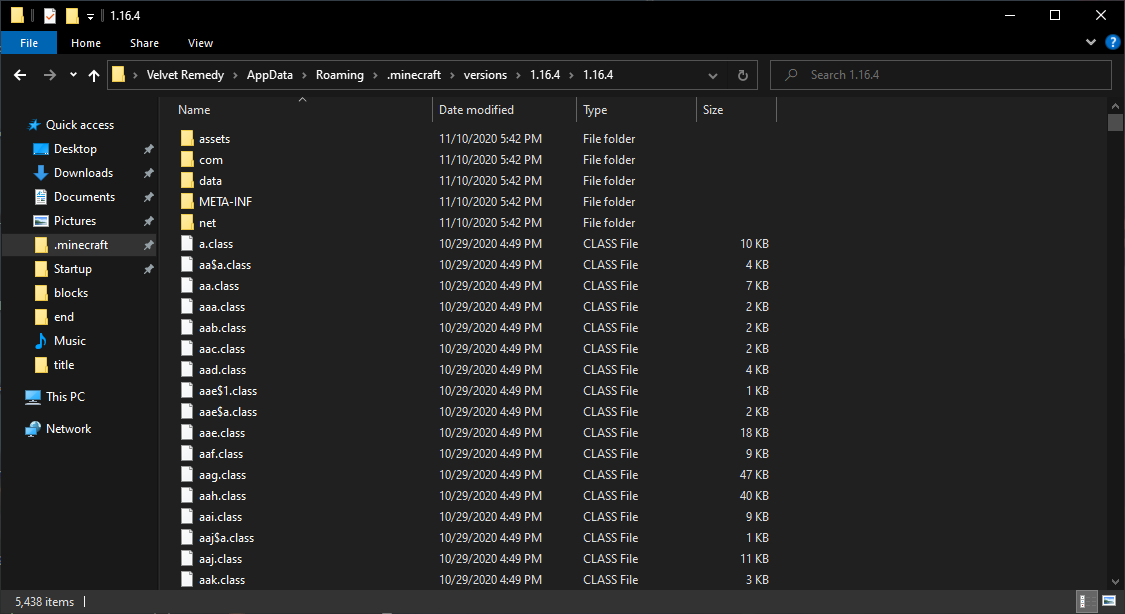 1.16.4
File Home Share View
Velvet Remedy > AppData > Roaming > .minecraft > versions > 1.16.4 > 1.16.4
Search 1.16.4
Name Date modified Type Size
Quick access
Desktop
Downloads
Documents
Pictures
.minecraft
Startup
blocks
end
Music
title
This PC
Network
assets 11/10/2020 5:42 PM File folder
com 11/10/2020 5:42 PM File folder
data 11/10/2020 5:42 PM File folder
META-INF 11/10/2020 5:42 PM File folder
net 11/10/2020 5:42 PM File folder
a.class 10/29/2020 4:49 PM CLASS File 10 KB
aa$a.class 10/29/2020 4:49 PM CLASS File 4 KB
aa.class 10/29/2020 4:49 PM CLASS File 7 KB
aaa.class 10/29/2020 4:49 PM CLASS File 2 KB
aab.class 10/29/2020 4:49 PM CLASS File 2 KB
aac.class 10/29/2020 4:49 PM CLASS File 2 KB
aad.class 10/29/2020 4:49 PM CLASS File 4 KB
aae$1.class 10/29/2020 4:49 PM CLASS File 1 KB
aae$a.class 10/29/2020 4:49 PM CLASS File 2 KB
aae.class 10/29/2020 4:49 PM CLASS File 18 KB
aaf.class 10/29/2020 4:49 PM CLASS File 9 KB
aag.class 10/29/2020 4:49 PM CLASS File 47 KB
aah.class 10/29/2020 4:49 PM CLASS File 40 KB
aai.class 10/29/2020 4:49 PM CLASS File 9 KB
aaj$a.class 10/29/2020 4:49 PM CLASS File 1 KB
aaj.class 10/29/2020 4:49 PM CLASS File 11 KB
aak.class 10/29/2020 4:49 PM CLASS File 3 KB
5,438 items